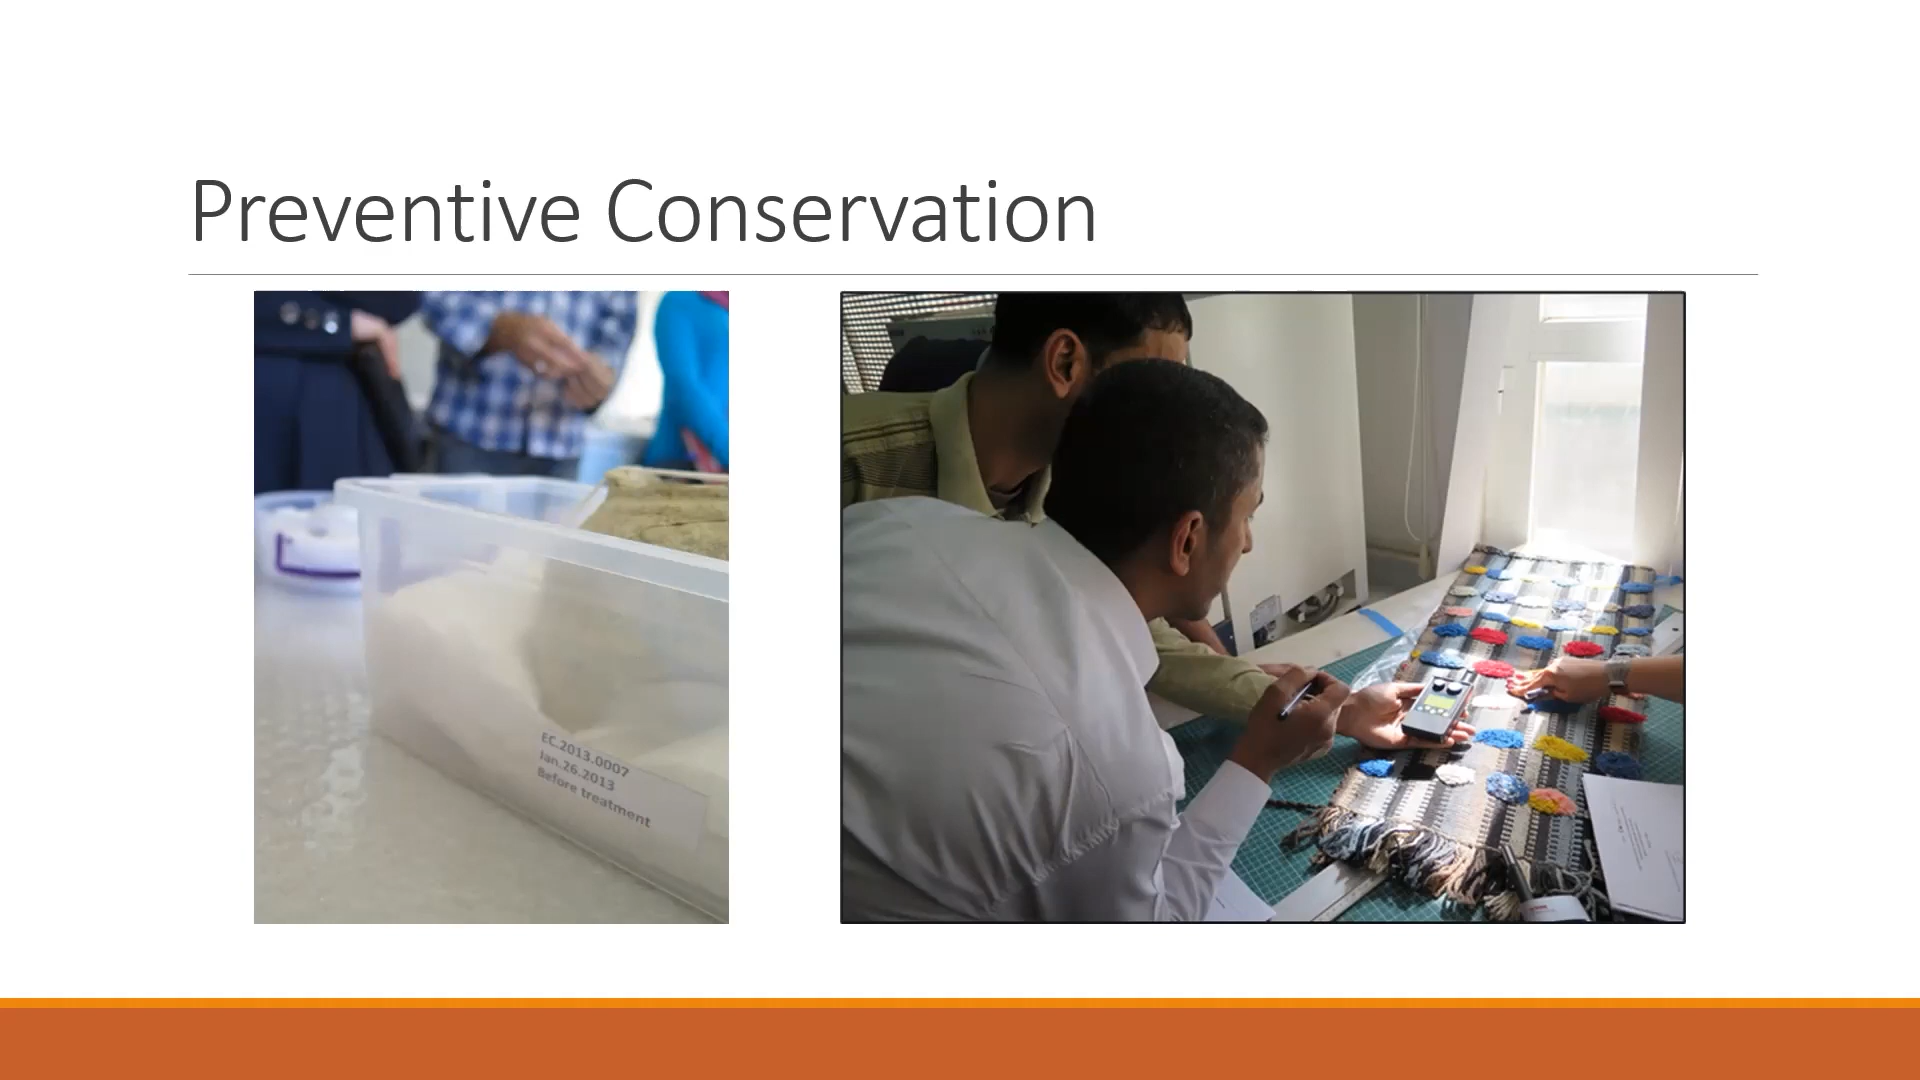 Preventive Conservation
EC.2013.0007
Jan.26.2013
Before treatment